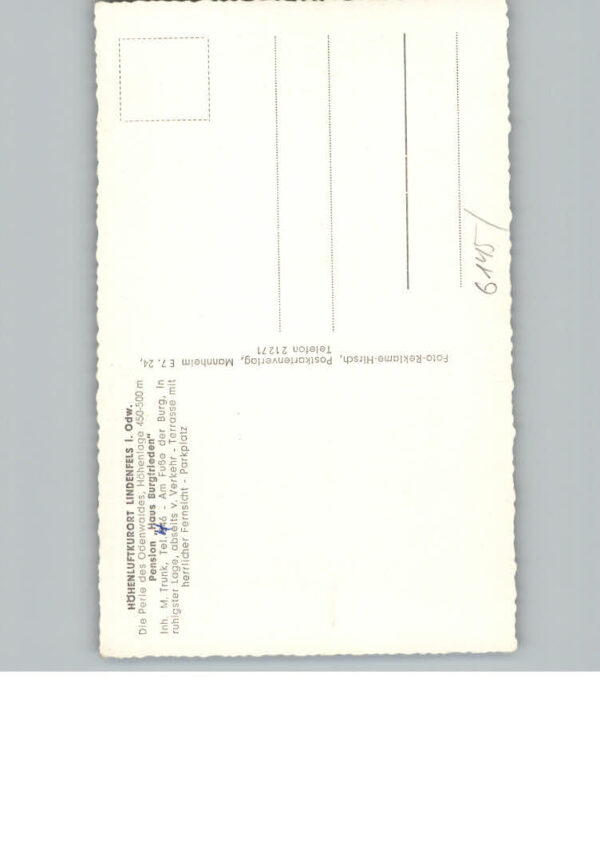 HÖHENLUFTKURORT LINDENFELS i. Odw.
Die Perle des Odenwaldes, Höhenlage 450-500 m
Pension "Haus Burgfrieden"
Inh. M. Trunk, Tel. 446 - Am Fuße der Burg, In
ruhigster Lage, abseits v. Verkehr - Terrasse mit
herrlicher Fernsicht - Parkplatz
Foto-Reklame-Hirsch, Postkartenverlag, Mannheim E 7. 24,
Telefon 21271
6145/